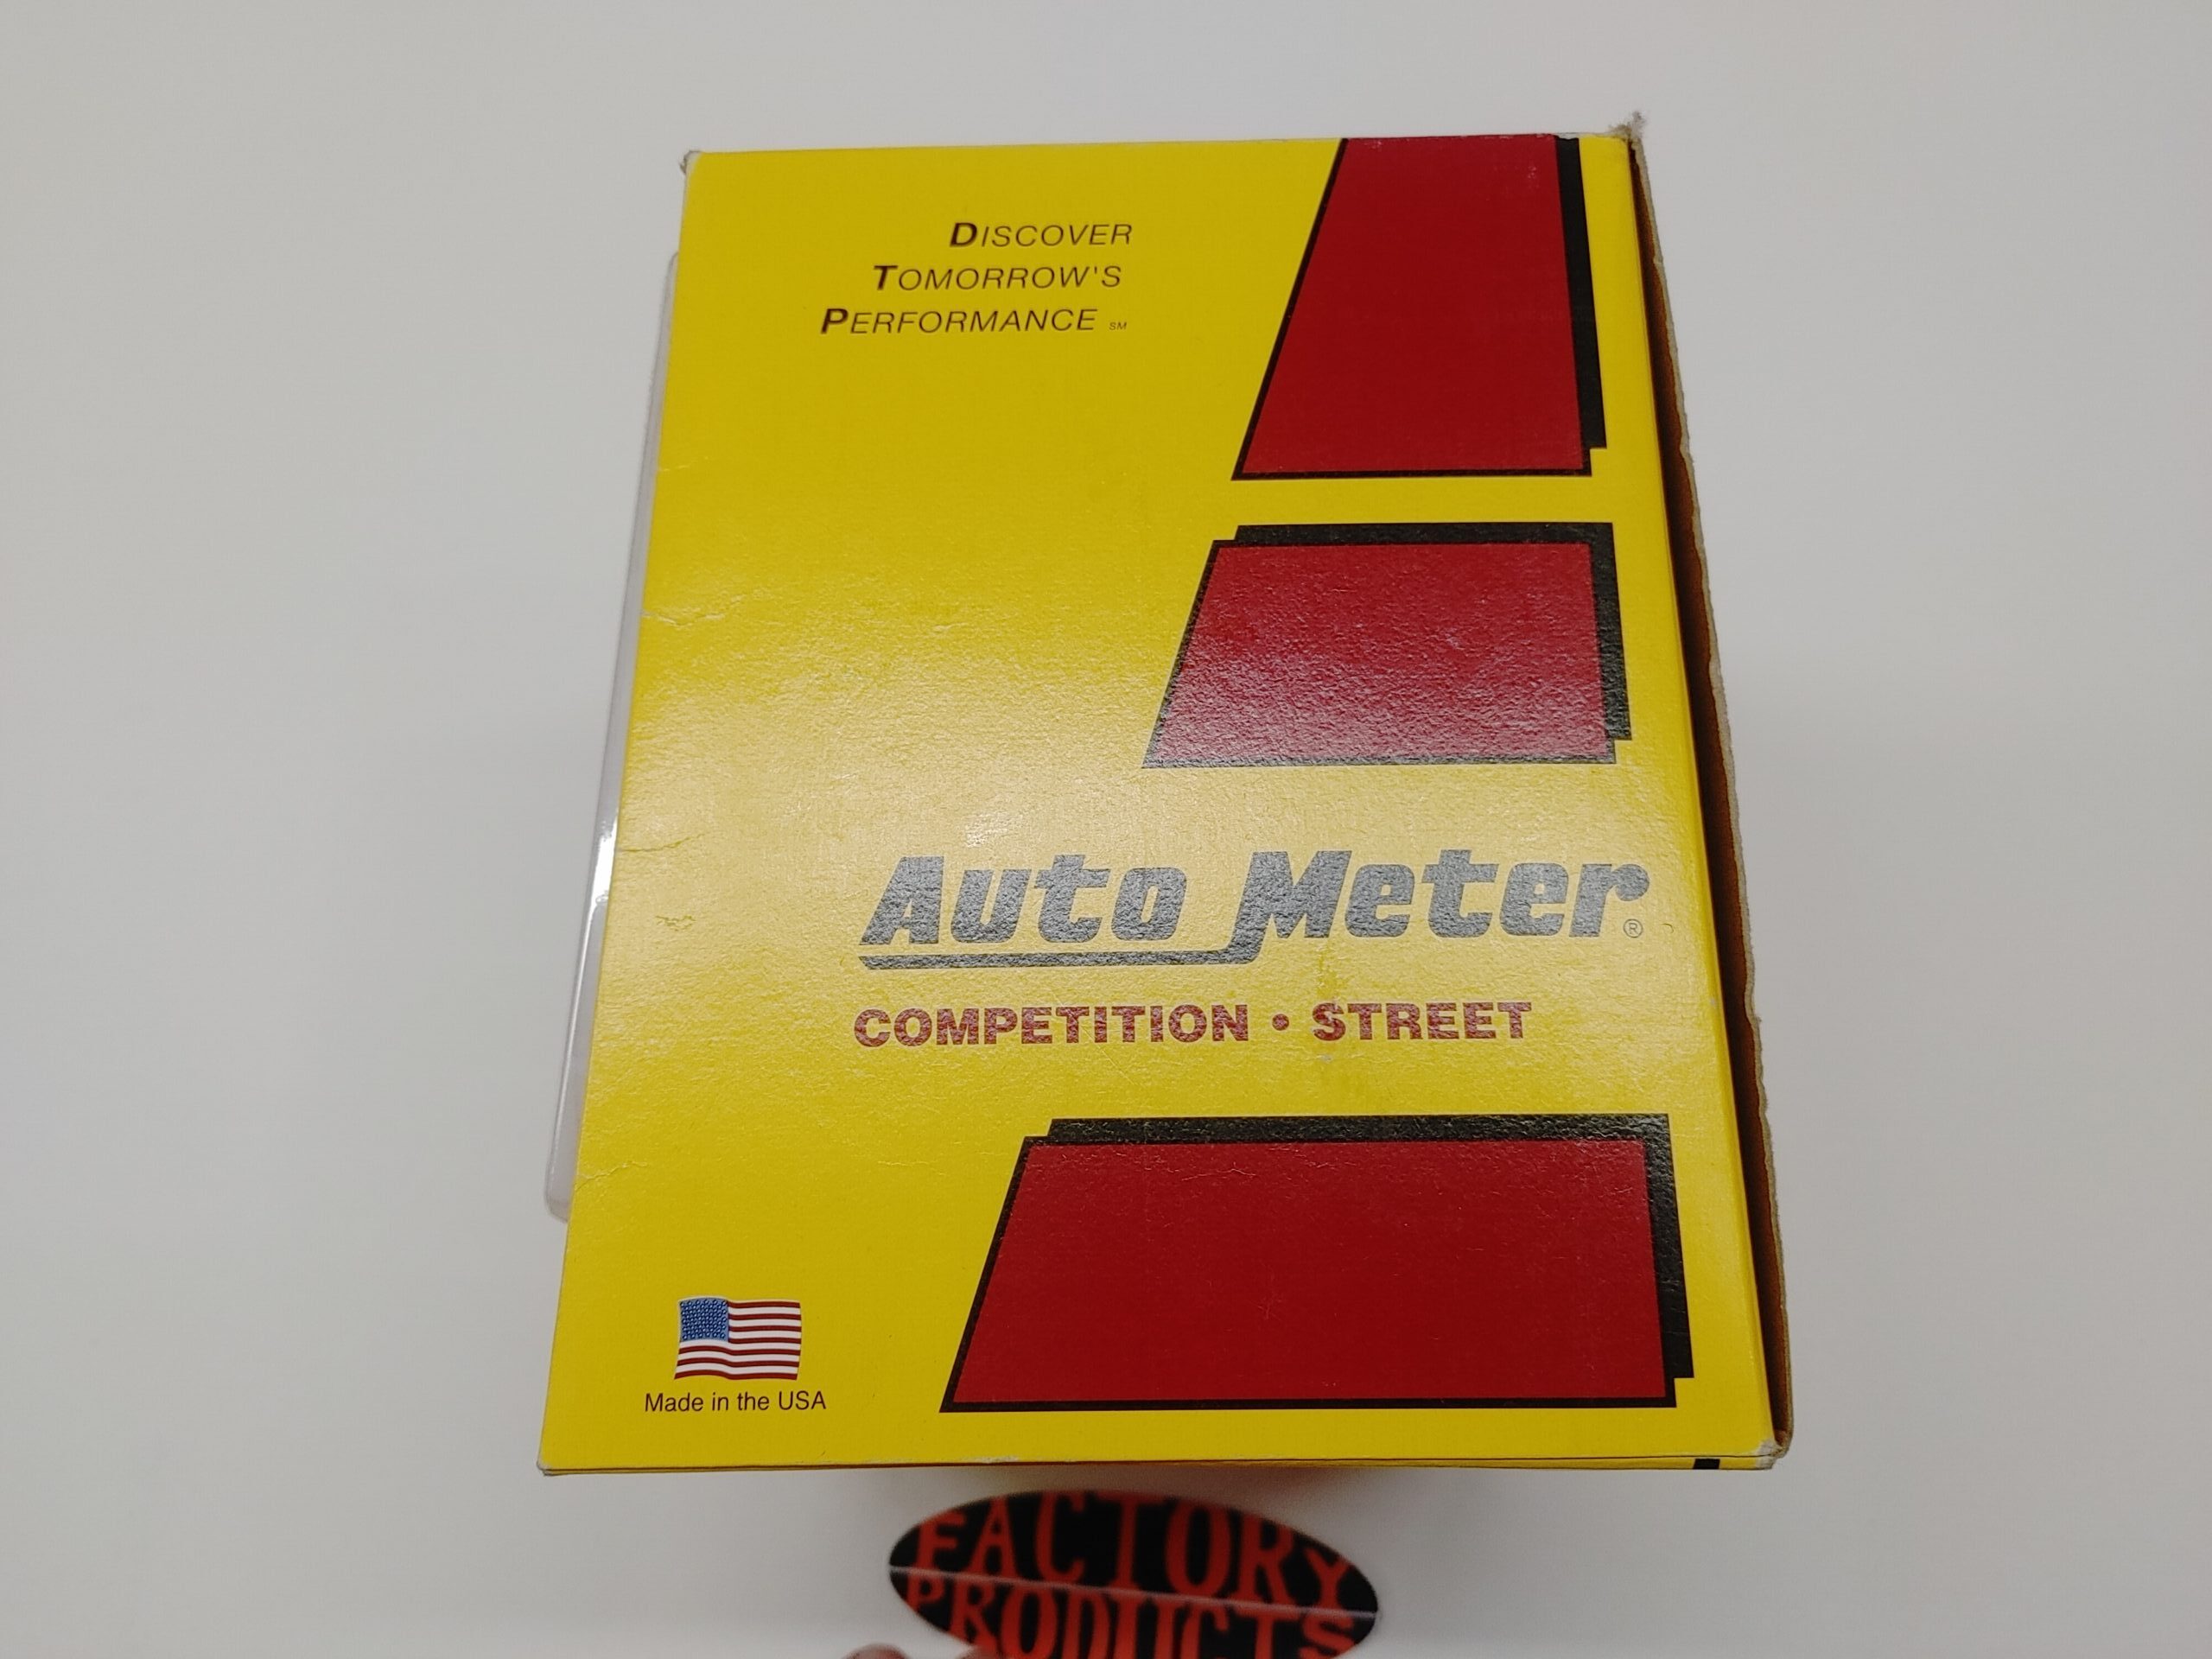 DISCOVER
TOMORROW'S
PERFORMANCE SM
Auto Meter®
COMPETITION • STREET
Made in the USA
FACTORY
PRODUCTS